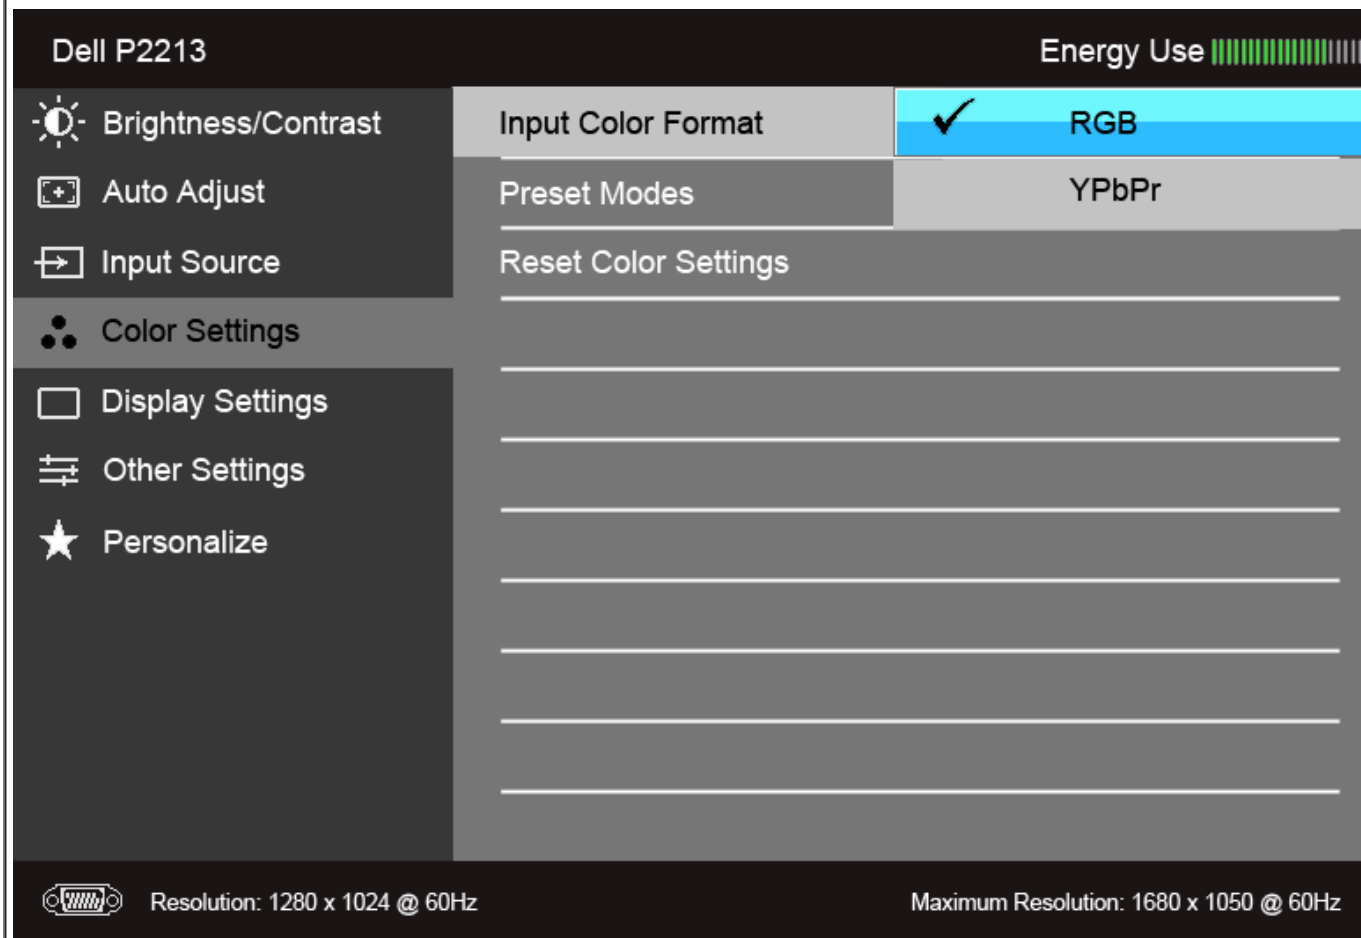 Dell P2213 Energy Use
Brightness/Contrast Input Color Format RGB
Auto Adjust Preset Modes YPbPr
Input Source Reset Color Settings
Color Settings
Display Settings
Other Settings
Personalize
Resolution: 1280 x 1024 @ 60Hz Maximum Resolution: 1680 x 1050 @ 60Hz